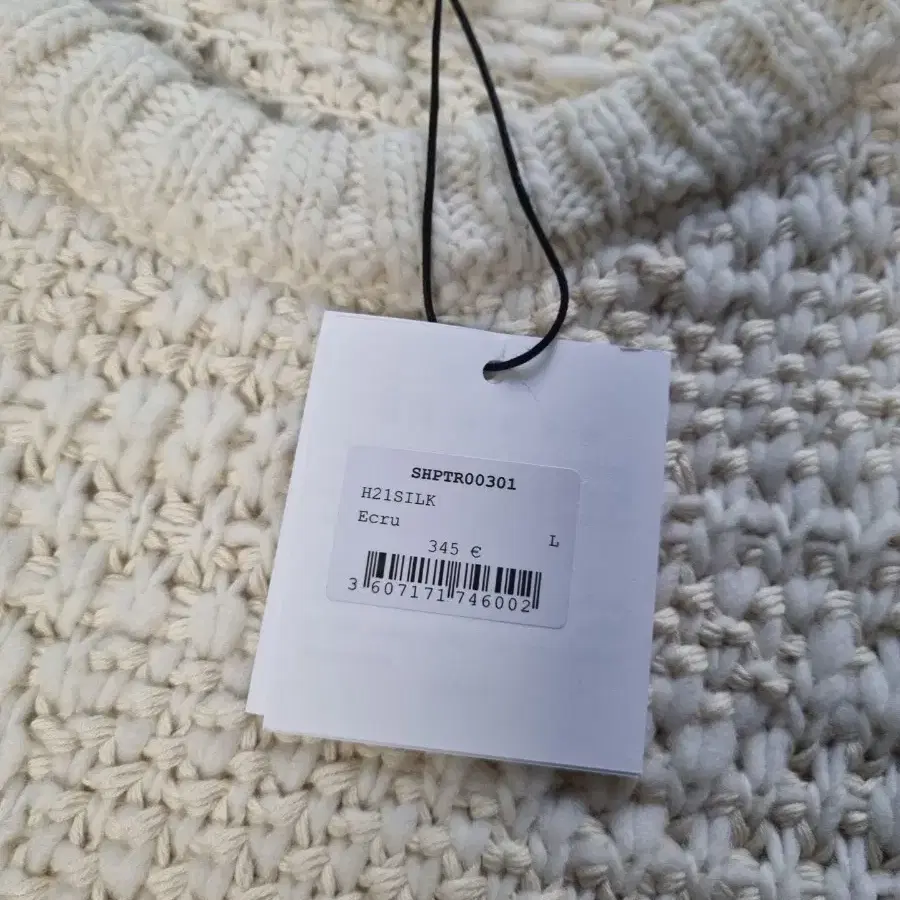 SHPTR00301
H21SILK
Ecru
L
345 €
3 607171 746002